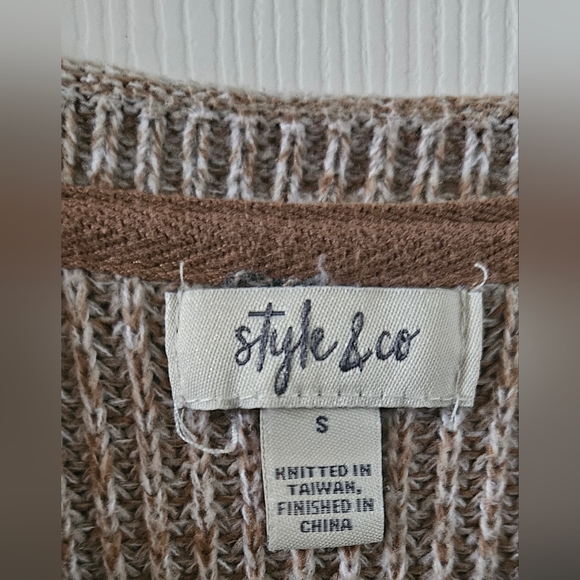 style & co
S
KNITTED IN
TAIWAN,
FINISHED IN
CHINA